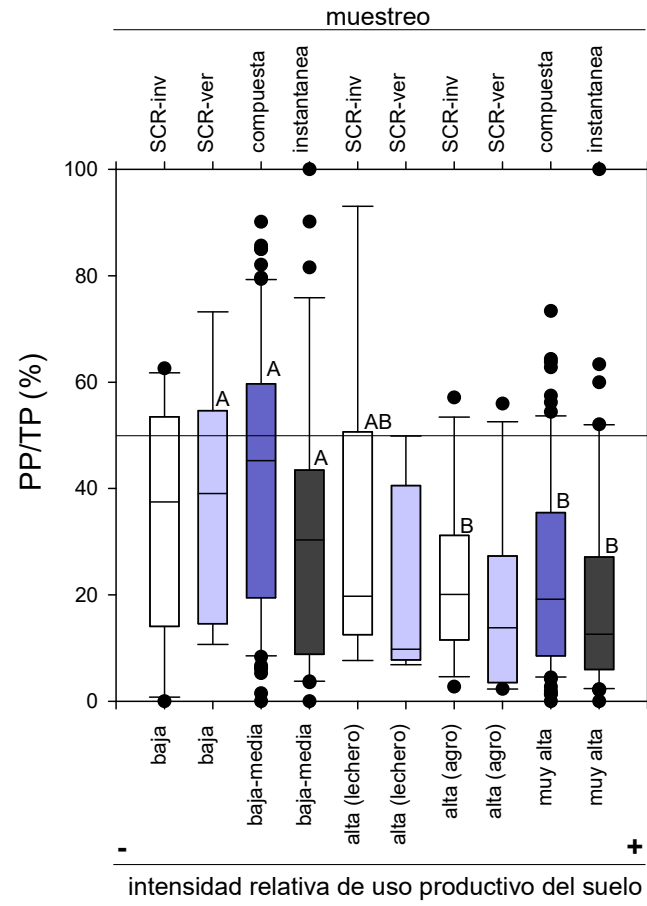 muestreo
SCR-inv
SCR-ver
compuesta
instantanea
SCR-inv
SCR-ver
SCR-inv
SCR-ver
compuesta
instantanea
100
80
60
40
20
0
PP/TP (%)
A
A
A
AB
B
B
B
baja
baja
baja-media
baja-media
alta (lechero)
alta (lechero)
alta (agro)
alta (agro)
muy alta
muy alta
- +
intensidad relativa de uso productivo del suelo